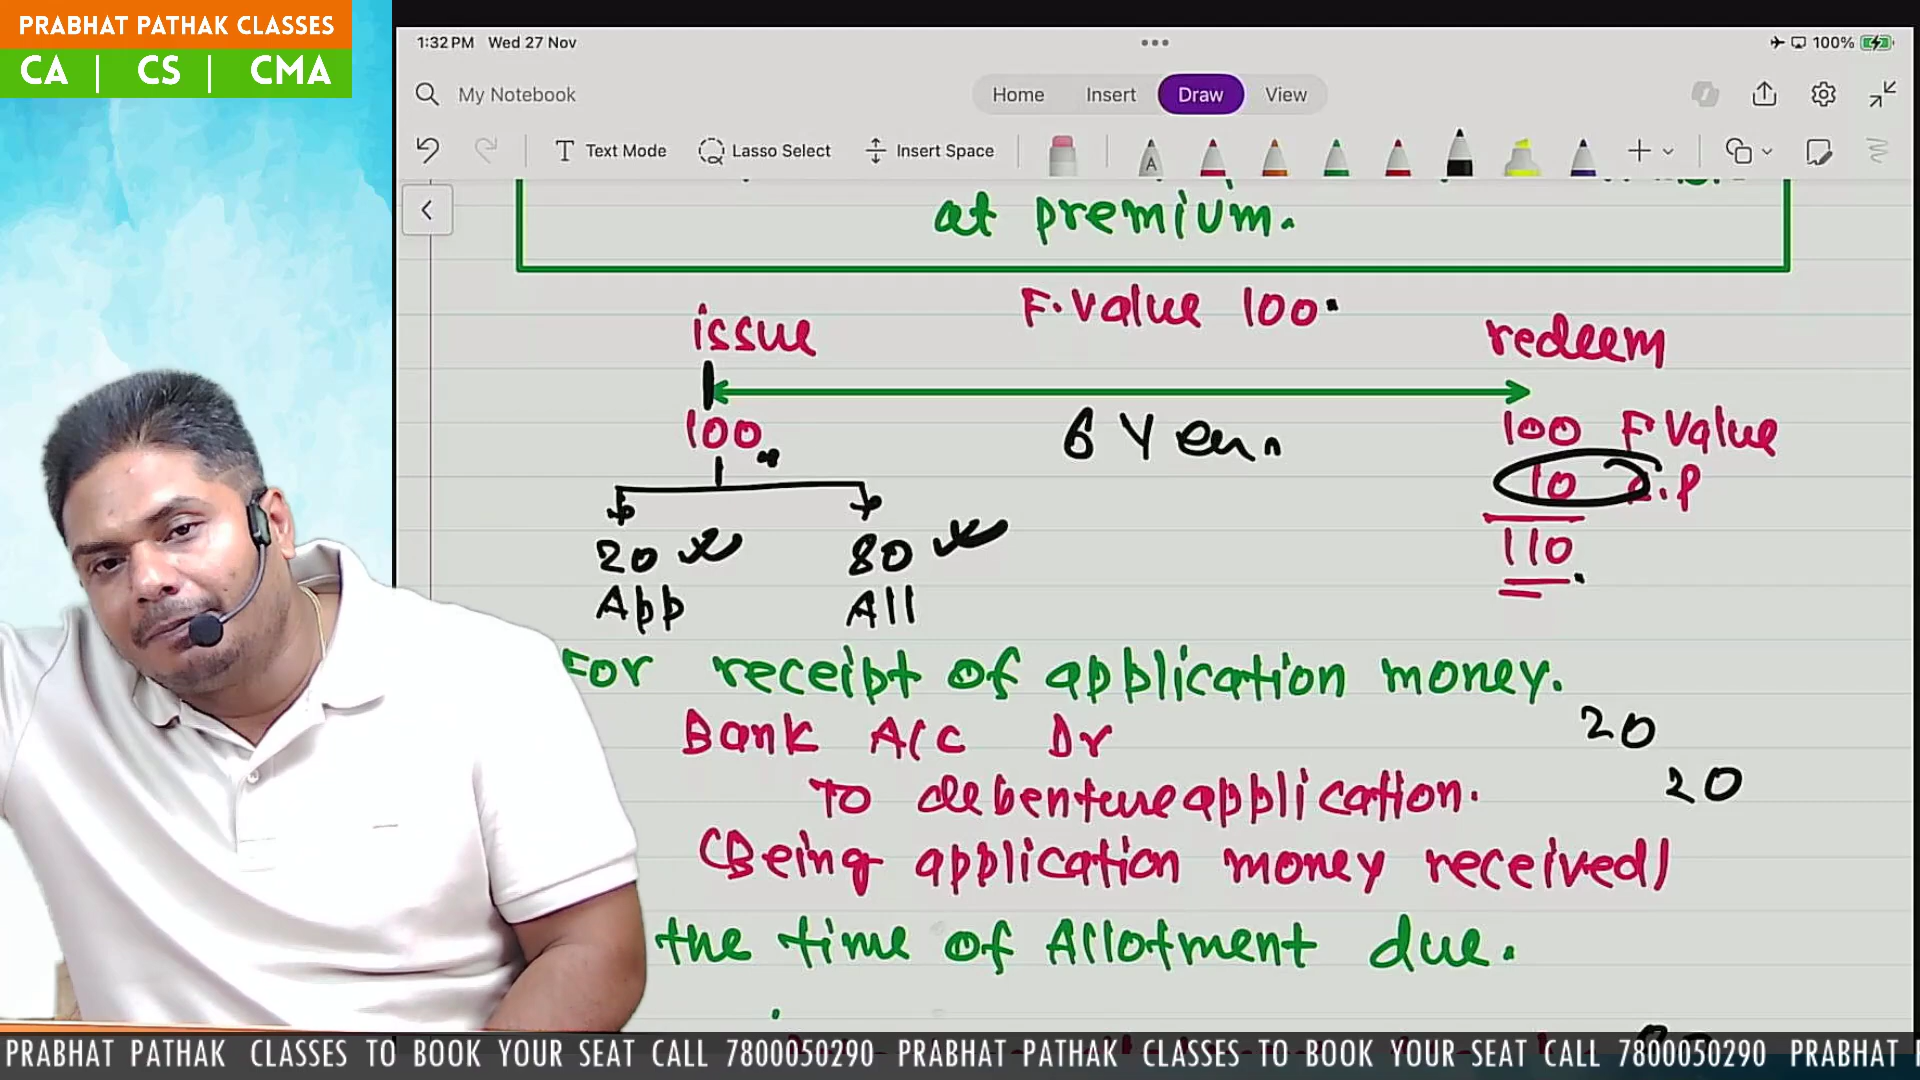 PRABHAT PATHAK CLASSES
CA | CS | CMA
1:32 PM Wed 27 Nov
100%
My Notebook
Home Insert Draw View
Text Mode Lasso Select Insert Space
A
at premium.
F. Value 100.
issue
redeem
100
6 Year
100 F. Value
10 .P
20
80
110
App
All
For receipt of application money.
Bank A/c Dr
20
To debenture application.
20
(Being application money received)
the time of Allotment due.
PRABHAT PATHAK CLASSES TO BOOK YOUR SEAT CALL 7800050290 PRABHAT PATHAK CLASSES TO BOOK YOUR SEAT CALL 7800050290 PRABHAT